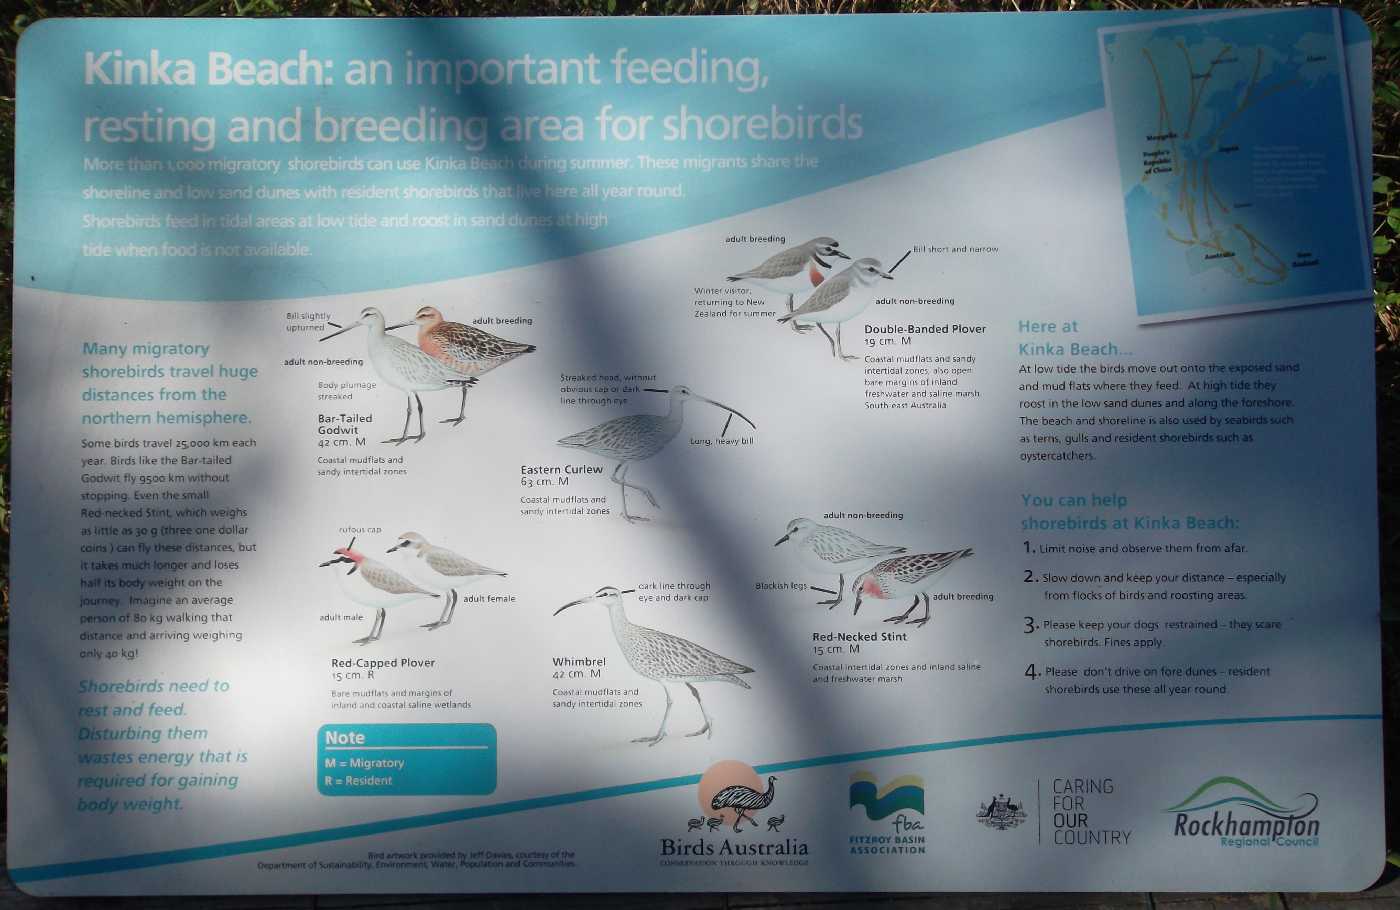 Kinka Beach: an important feeding,
resting and breeding area for shorebirds
More than 1,000 migratory shorebirds can use Kinka Beach during summer. These migrants share the
shoreline and low sand dunes with resident shorebirds that live here all year round.
Shorebirds feed in tidal areas at low tide and roost in sand dunes at high
tide when food is not available.
Many migratory
shorebirds travel huge
distances from the
northern hemisphere.
Some birds travel 25,000 km each
year. Birds like the Bar-tailed
Godwit fly 9500 km without
stopping. Even the small
Red-necked Stint, which weighs
as little as 30 g (three one dollar
coins ) can fly these distances, but
it takes much longer and loses
half its body weight on the
journey. Imagine an average
person of 80 kg walking that
distance and arriving weighing
only 40 kg!
Shorebirds need to
rest and feed.
Disturbing them
wastes energy that is
required for gaining
body weight.
Bill slightly
upturned
adult breeding
adult non-breeding
Body plumage
streaked
Bar-Tailed
Godwit
42 cm. M
Coastal mudflats and
sandy intertidal zones
Streaked head, without
obvious cap or dark
line through eye
Long, heavy bill
Eastern Curlew
63 cm. M
Coastal mudflats and
sandy intertidal zones
adult breeding
Bill short and narrow
Winter visitor,
returning to New
Zealand for summer
adult non-breeding
Double-Banded Plover
19 cm. M
Coastal mudflats and sandy
intertidal zones, also open
bare margins of inland
freshwater and saline marsh.
South-east Australia
rufous cap
adult female
adult male
Red-Capped Plover
15 cm. R
Bare mudflats and margins of
inland and coastal saline wetlands
dark line through
eye and dark cap
Whimbrel
42 cm. M
Coastal mudflats and
sandy intertidal zones
adult non-breeding
Blackish legs
adult breeding
Red-Necked Stint
15 cm. M
Coastal intertidal zones and inland saline
and freshwater marsh
Note
M = Migratory
R = Resident
Alaska
Mongolia
People's
Republic
of China
Japan
Australia
New
Zealand
Here at
Kinka Beach...
At low tide the birds move out onto the exposed sand
and mud flats where they feed. At high tide they
roost in the low sand dunes and along the foreshore.
The beach and shoreline is also used by seabirds such
as terns, gulls and resident shorebirds such as
oystercatchers.
You can help
shorebirds at Kinka Beach:
1. Limit noise and observe them from afar.
2. Slow down and keep your distance – especially
from flocks of birds and roosting areas.
3. Please keep your dogs restrained – they scare
shorebirds. Fines apply.
4. Please don't drive on fore dunes – resident
shorebirds use these all year round.
Bird artwork provided by Jeff Davies, courtesy of the
Department of Sustainability, Environment, Water, Population and Communities.
Birds Australia
CONSERVATION THROUGH KNOWLEDGE
fba
FITZROY BASIN
ASSOCIATION
CARING
FOR
OUR
COUNTRY
Rockhampton
Regional Council